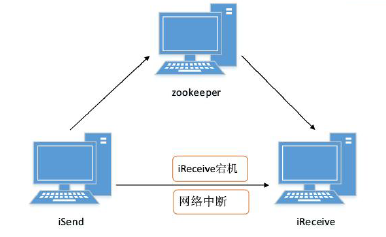 zookeeper
iReceive宕机
网络中断
iSend
iReceive